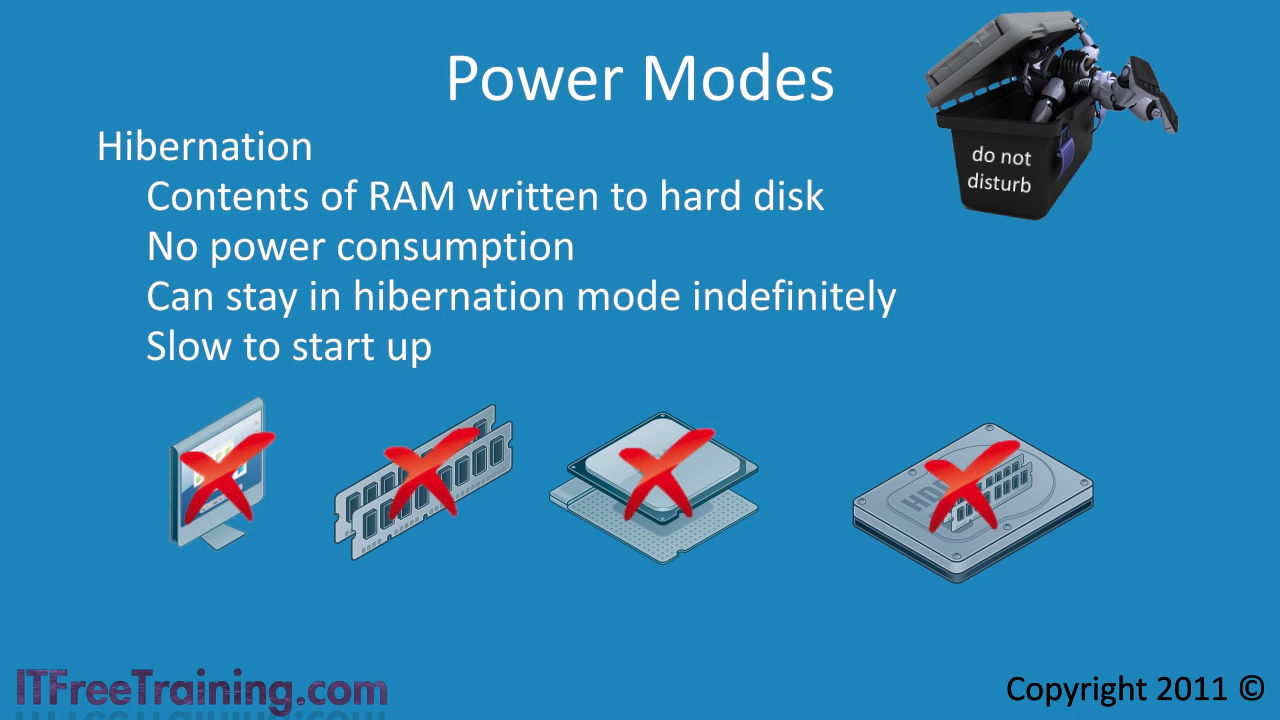 Power Modes
do not
disturb
Hibernation
Contents of RAM written to hard disk
No power consumption
Can stay in hibernation mode indefinitely
Slow to start up
ITFreeTraining.com
Copyright 2011 ©